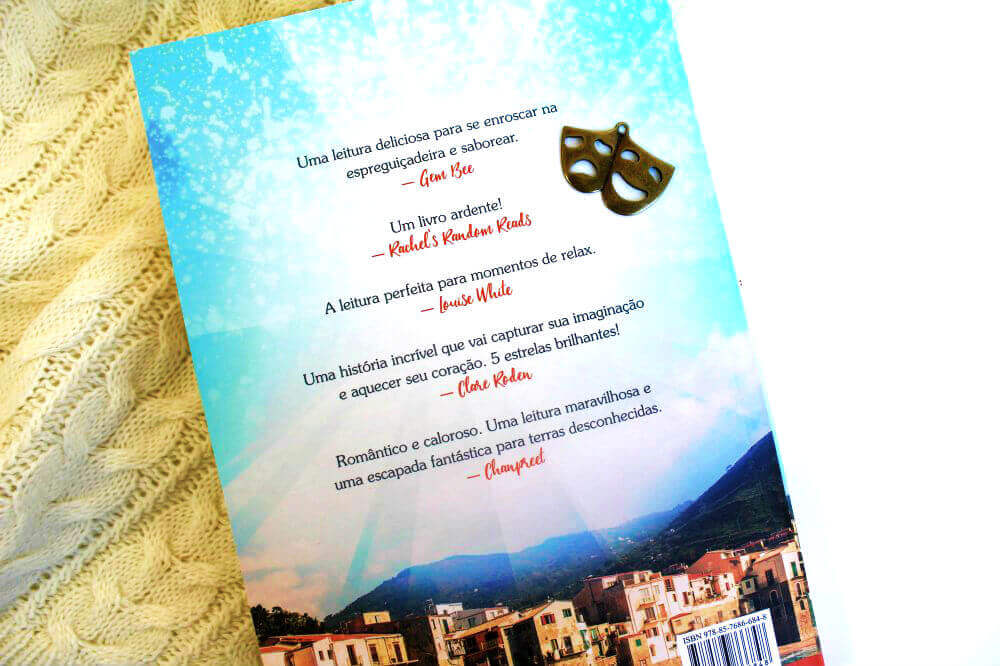 Uma leitura deliciosa para se enroscar na
espreguiçadeira e saborear.
— Gem Bee
Um livro ardente!
— Rachel's Random Reads
A leitura perfeita para momentos de relax.
— Louise White
Uma história incrível que vai capturar sua imaginação
e aquecer seu coração. 5 estrelas brilhantes!
— Clare Roden
Romântico e caloroso. Uma leitura maravilhosa e
uma escapada fantástica para terras desconhecidas.
— Chanpreet
ISBN 978-85-7686-684-8